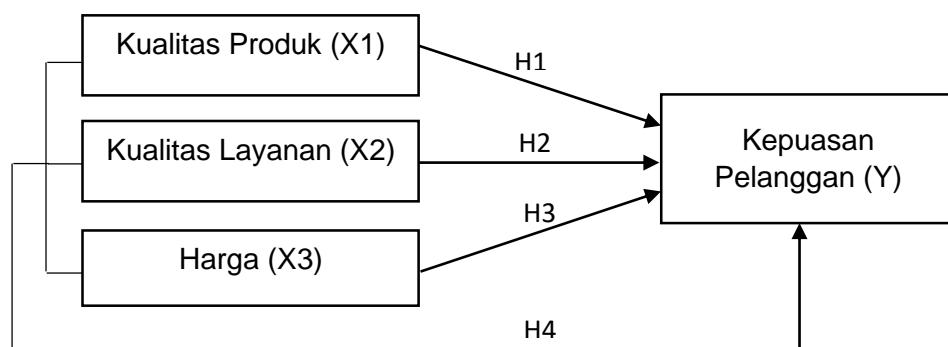 Kualitas Produk (X1)
H1
Kualitas Layanan (X2)
H2
Kepuasan
Pelanggan (Y)
H3
Harga (X3)
H4